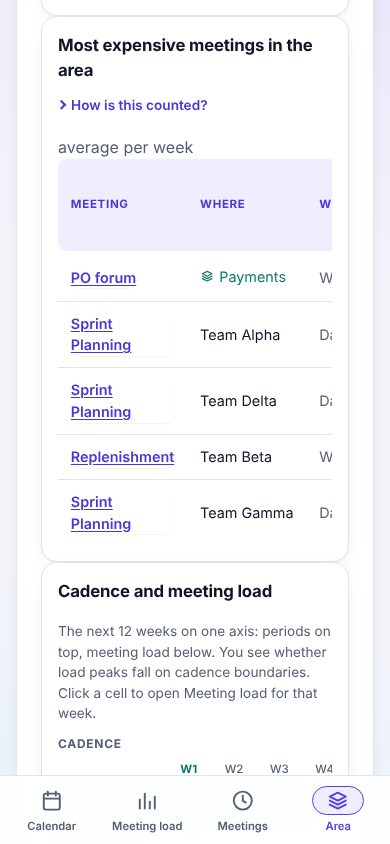 Most expensive meetings in the
area
How is this counted?
average per week
MEETING WHERE
PO forum Payments
Sprint
Planning
Team Alpha
Sprint
Planning
Team Delta
Replenishment Team Beta
Sprint
Planning
Team Gamma
Cadence and meeting load
The next 12 weeks on one axis: periods on
top, meeting load below. You see whether
load peaks fall on cadence boundaries.
Click a cell to open Meeting load for that
week.
CADENCE
W1 W2 W3 W4
Calendar Meeting load Meetings Area